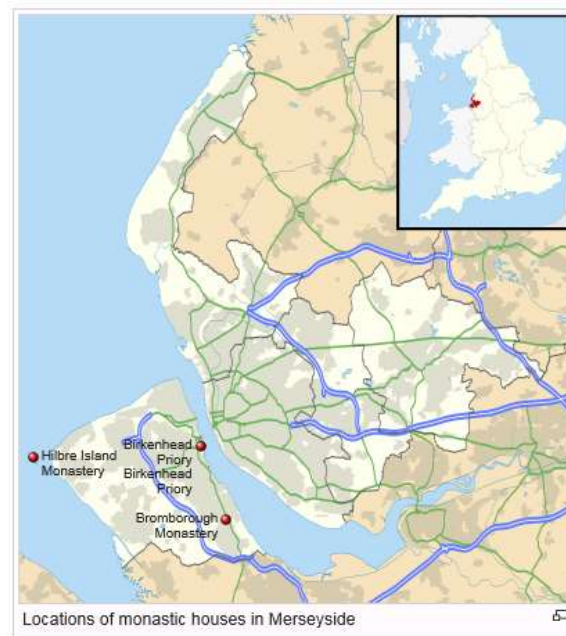 Hilbre Island
Monastery
Birkenhead
Priory
Birkenhead
Priory
Bromborough
Monastery
Locations of monastic houses in Merseyside